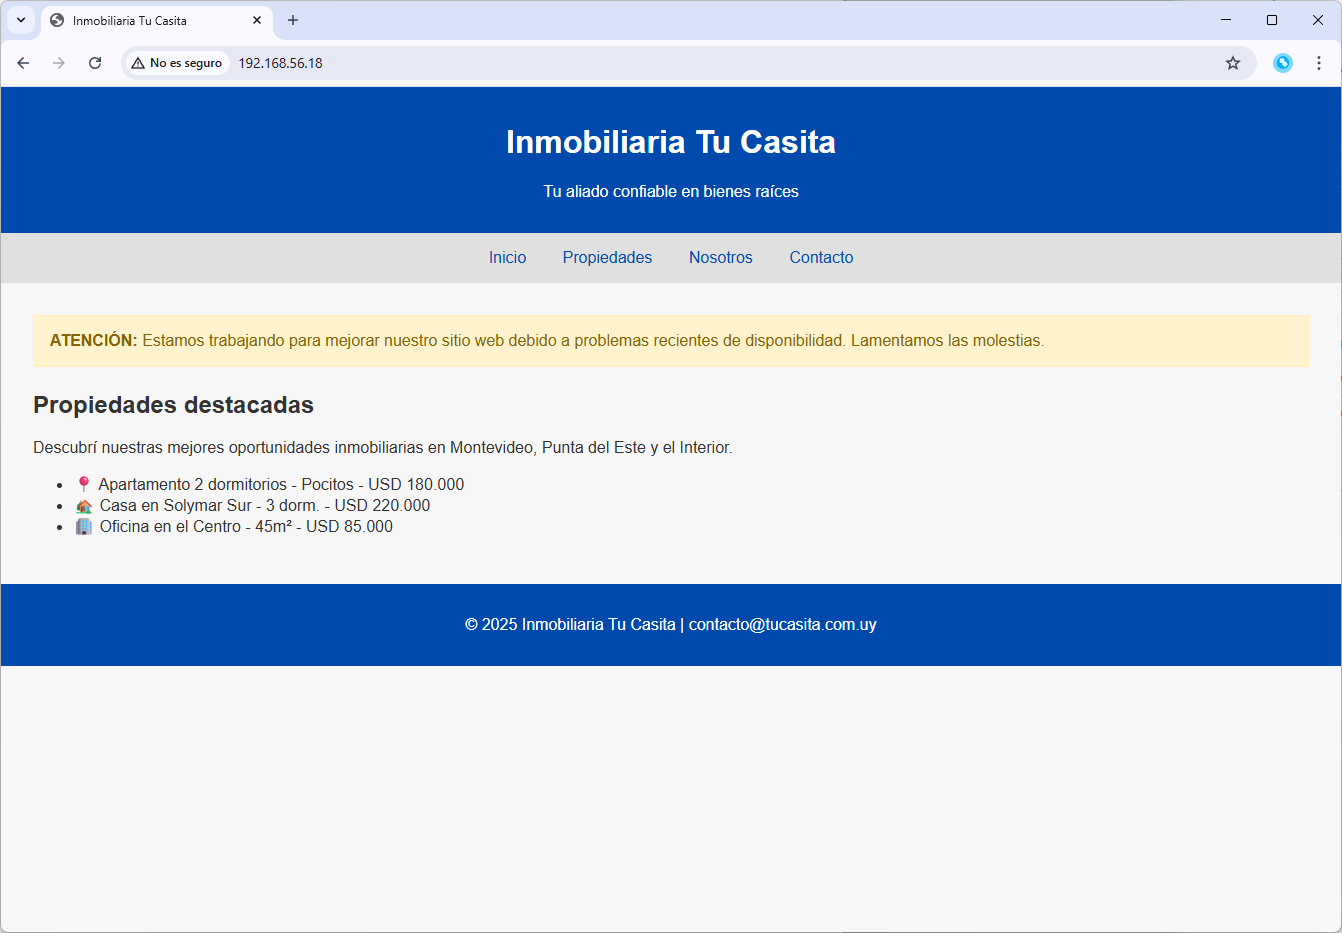 Inmobiliaria Tu Casita
No es seguro 192.168.56.18
Inmobiliaria Tu Casita
Tu aliado confiable en bienes raíces
Inicio Propiedades Nosotros Contacto
ATENCIÓN: Estamos trabajando para mejorar nuestro sitio web debido a problemas recientes de disponibilidad. Lamentamos las molestias.
Propiedades destacadas
Descubrí nuestras mejores oportunidades inmobiliarias en Montevideo, Punta del Este y el Interior.
• 📍 Apartamento 2 dormitorios - Pocitos - USD 180.000
• 🏠 Casa en Solymar Sur - 3 dorm. - USD 220.000
• 🏢 Oficina en el Centro - 45m² - USD 85.000
© 2025 Inmobiliaria Tu Casita | contacto@tucasita.com.uy